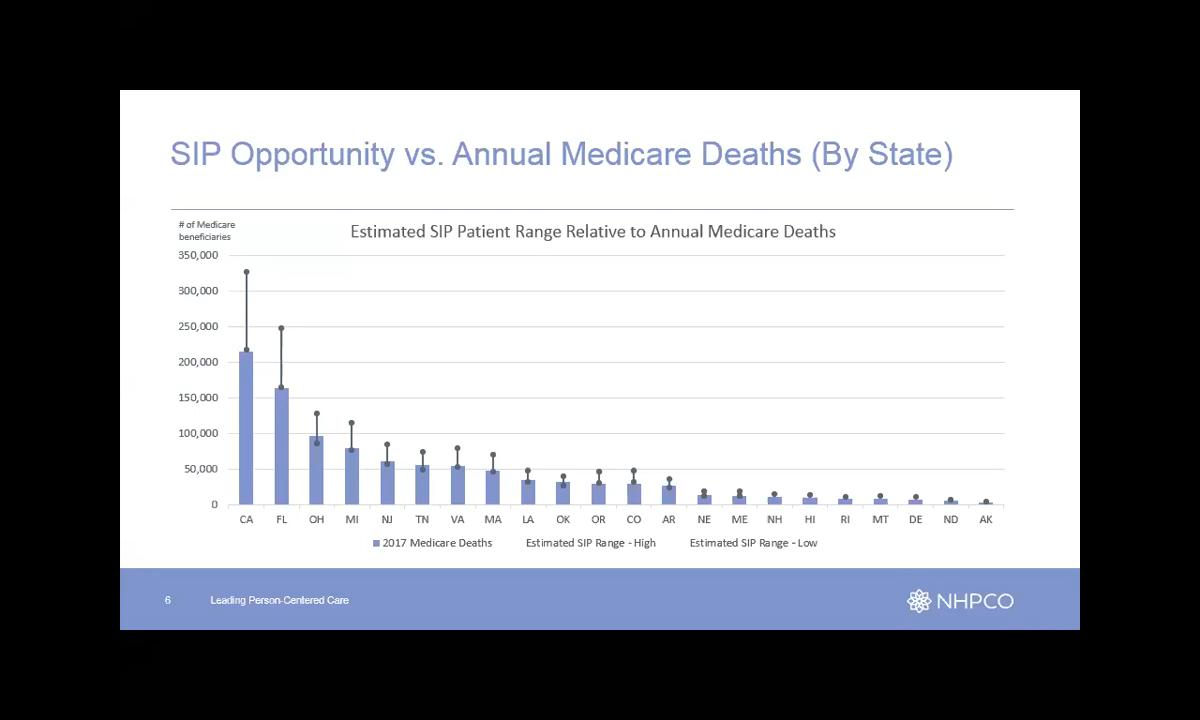 SIP Opportunity vs. Annual Medicare Deaths (By State)
# of Medicare
beneficiaries
Estimated SIP Patient Range Relative to Annual Medicare Deaths
350,000
300,000
250,000
200,000
150,000
100,000
50,000
0
CA FL OH MI NJ TN VA MA LA OK OR CO AR NE ME NH HI RI MT DE ND AK
2017 Medicare Deaths Estimated SIP Range - High Estimated SIP Range - Low
6 Leading Person-Centered Care NHPCO